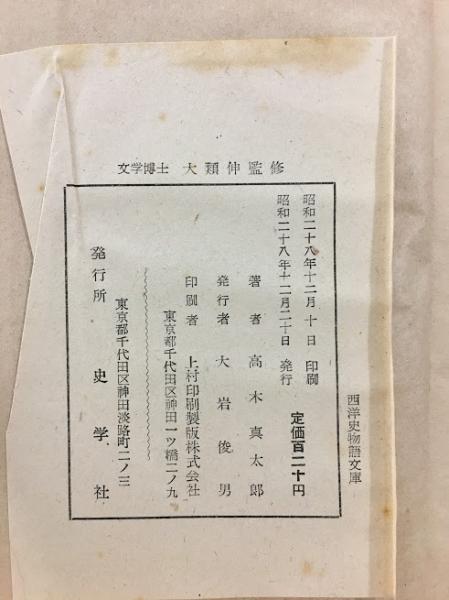 文学博士 大類伸監修
西洋史物語文庫
昭和二十八年十二月十日 印刷
昭和二十八年十二月二十日 発行
定価百二十円
著者 高木真太郎
発行者 大岩俊男
印刷者 上村印刷製版株式会社
東京都千代田区神田一ツ橋二ノ九
東京都千代田区神田淡路町二ノ三
発行所 史学社